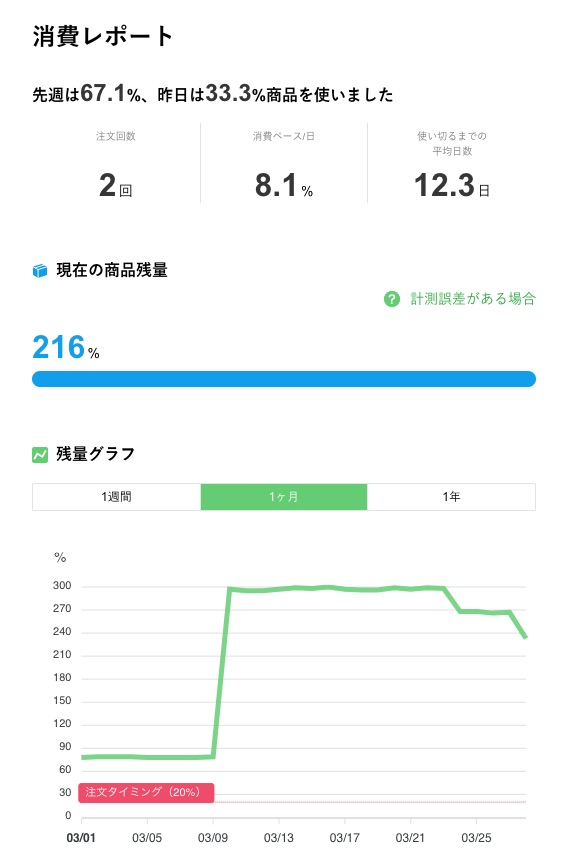 消費レポート
先週は67.1%、昨日は33.3%商品を使いました
注文回数
2回
消費ペース/日
8.1%
使い切るまでの
平均日数
12.3日
現在の商品残量
? 計測誤差がある場合
216%
残量グラフ
1週間
1ヶ月
1年
%
300
270
240
210
180
150
120
90
60
30
0
注文タイミング（20%）
03/01
03/05
03/09
03/13
03/17
03/21
03/25